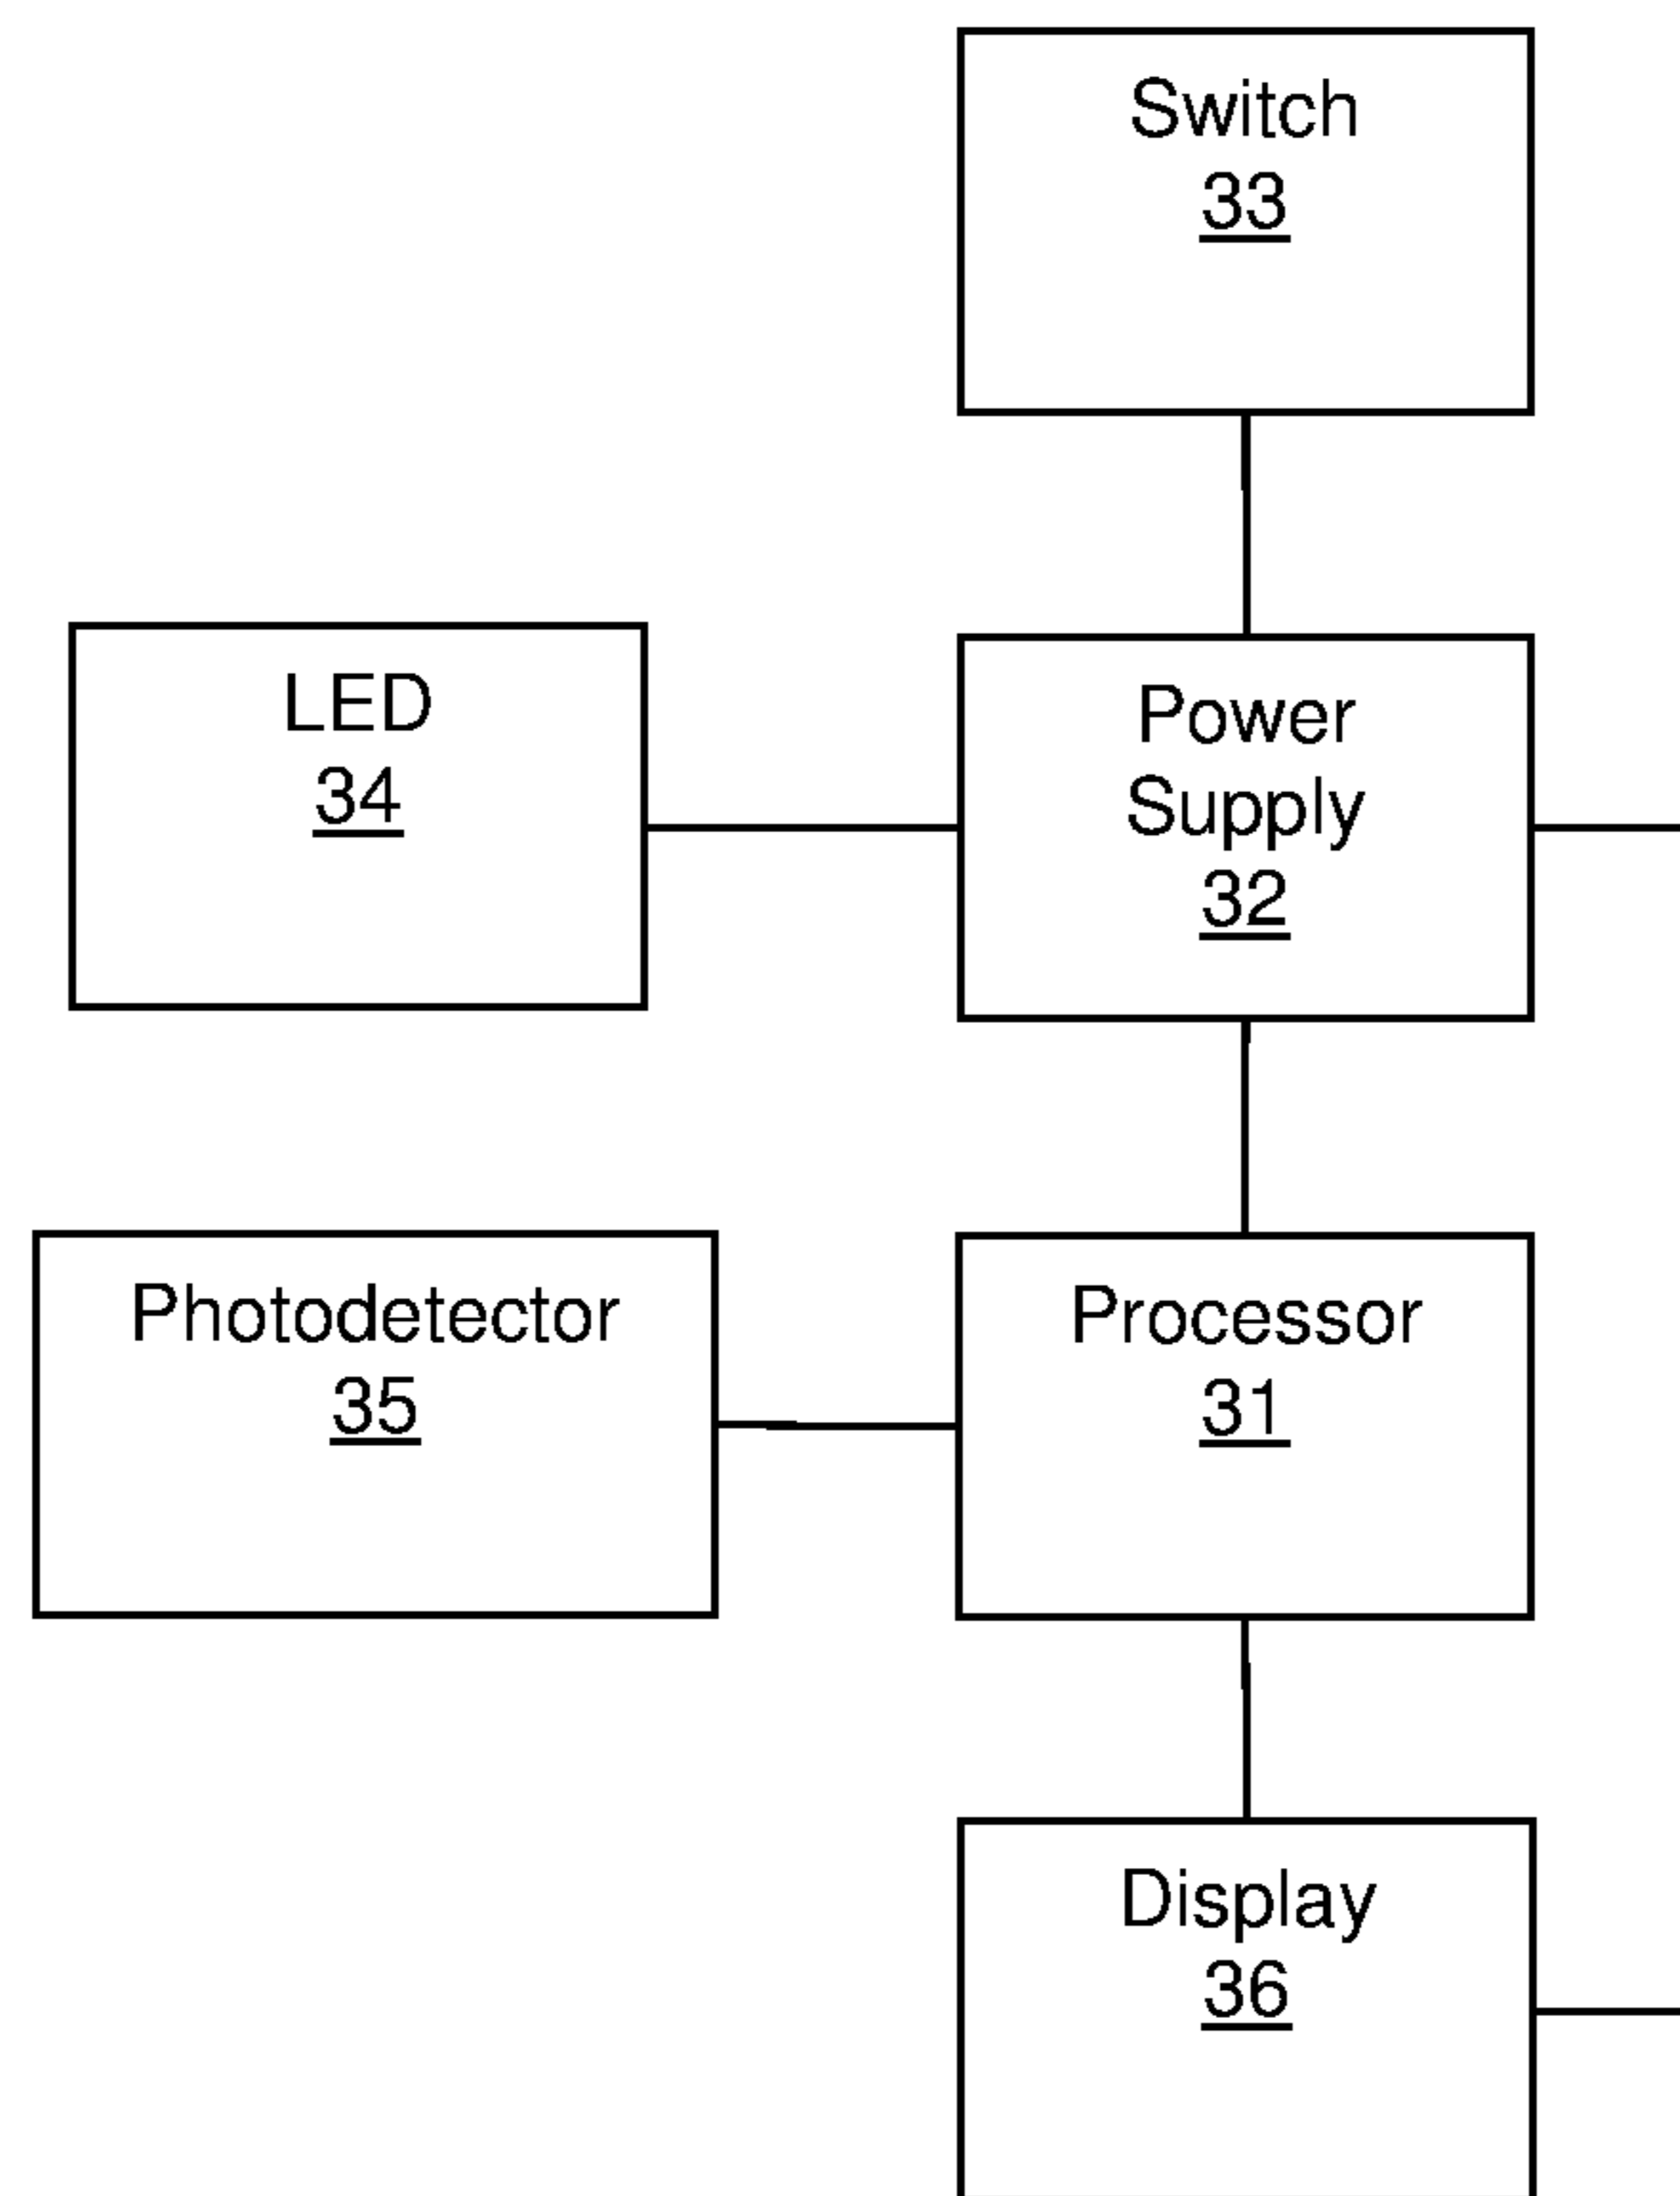 Switch
33
LED
34
Power
Supply
32
Photodetector
35
Processor
31
Display
36